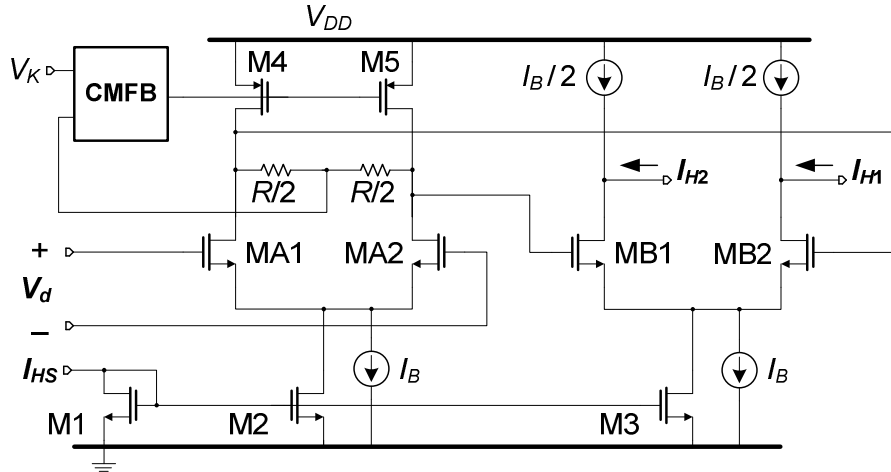 V_DD
M4 M5 I_B/2 I_B/2
V_K CMFB
R/2 R/2 I_H2 I_H1
+ MA1 MA2 MB1 MB2
V_d
−
I_HS I_B I_B
M1 M2 M3